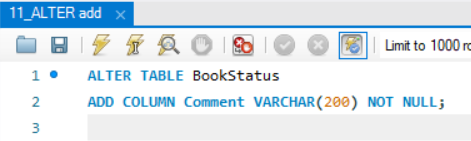 11_ALTER add
Limit to 1000 ro
1 ALTER TABLE BookStatus
2 ADD COLUMN Comment VARCHAR(200) NOT NULL;
3